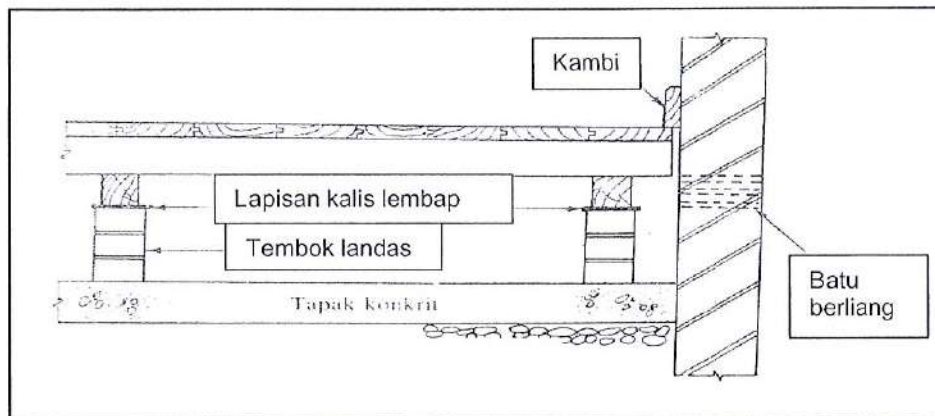 Kambi
Lapisan kalis lembap
Tembok landas
Batu
berliang
Tapak konkrit